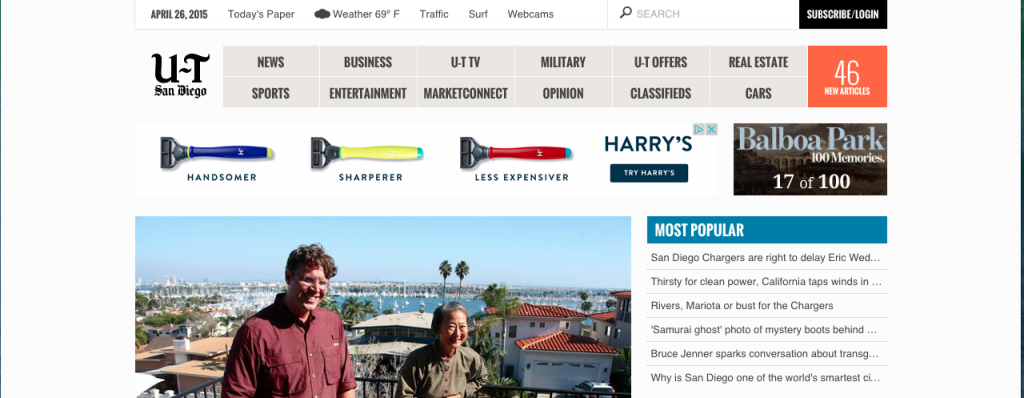 APRIL 26, 2015 Today's Paper Weather 69° F Traffic Surf Webcams SEARCH SUBSCRIBE/LOGIN
U-T
San Diego
NEWS BUSINESS U-T TV MILITARY U-T OFFERS REAL ESTATE
SPORTS ENTERTAINMENT MARKETCONNECT OPINION CLASSIFIEDS CARS
46
NEW ARTICLES
HANDSOMER SHARPERER LESS EXPENSIVER
HARRY'S
TRY HARRY'S
Balboa Park
100 Memories.
17 of 100
MOST POPULAR
San Diego Chargers are right to delay Eric Wed...
Thirsty for clean power, California taps winds in ...
Rivers, Mariota or bust for the Chargers
'Samurai ghost' photo of mystery boots behind ...
Bruce Jenner sparks conversation about transg...
Why is San Diego one of the world's smartest ci...